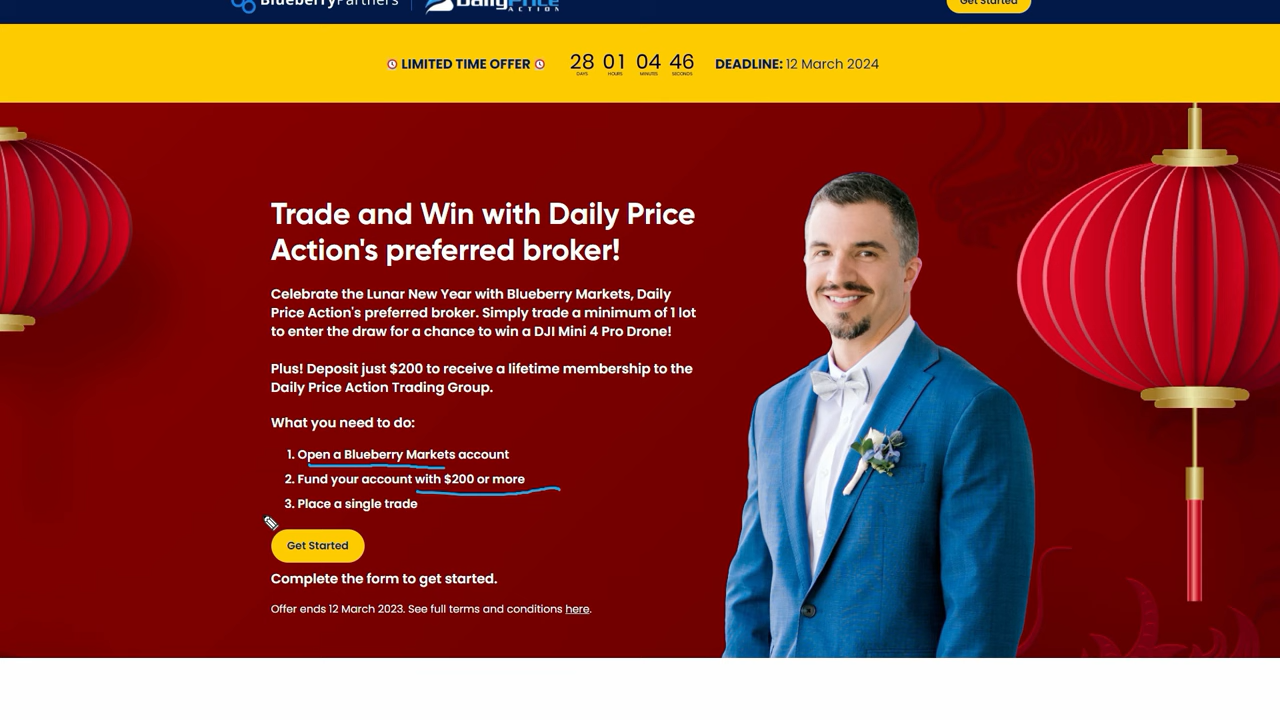 BlueberryPartners
DailyPrice
ACTION
Get Started
LIMITED TIME OFFER
28 01 04 46
DAYS HOURS MINUTES SECONDS
DEADLINE: 12 March 2024
Trade and Win with Daily Price
Action's preferred broker!
Celebrate the Lunar New Year with Blueberry Markets, Daily
Price Action's preferred broker. Simply trade a minimum of 1 lot
to enter the draw for a chance to win a DJI Mini 4 Pro Drone!
Plus! Deposit just $200 to receive a lifetime membership to the
Daily Price Action Trading Group.
What you need to do:
1. Open a Blueberry Markets account
2. Fund your account with $200 or more
3. Place a single trade
Get Started
Complete the form to get started.
Offer ends 12 March 2023. See full terms and conditions here.